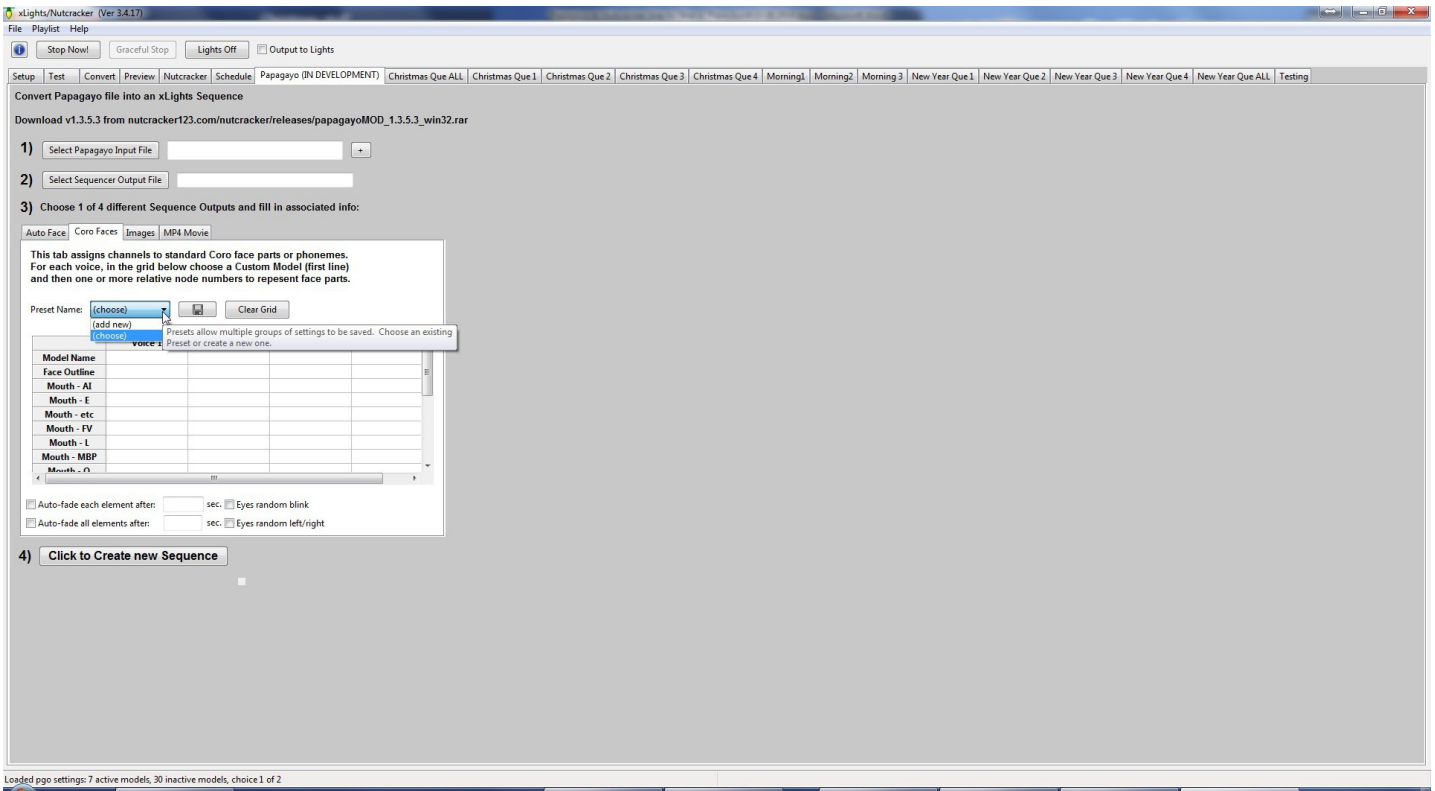 xLights/Nutcracker (Ver 3.4.17)
File Playlist Help
Stop Now! Graceful Stop Lights Off Output to Lights
Setup Test Convert Preview Nutcracker Schedule Papagayo (IN DEVELOPMENT) Christmas Que ALL Christmas Que 1 Christmas Que 2 Christmas Que 3 Christmas Que 4 Morning1 Morning2 Morning 3 New Year Que 1 New Year Que 2 New Year Que 3 New Year Que 4 New Year Que ALL Testing
Convert Papagayo file into an xLights Sequence
Download v1.3.5.3 from nutcracker123.com/nutcracker/releases/papagayoMOD_1.3.5.3_win32.rar
1) Select Papagayo Input File +
2) Select Sequencer Output File
3) Choose 1 of 4 different Sequence Outputs and fill in associated info:
Auto Face Coro Faces Images MP4 Movie
This tab assigns channels to standard Coro face parts or phonemes.
For each voice, in the grid below choose a Custom Model (first line)
and then one or more relative node numbers to repesent face parts.
Preset Name: (choose) Clear Grid
(add new)
(choose)
Presets allow multiple groups of settings to be saved. Choose an existing
Preset or create a new one.
Voice 1
Model Name
Face Outline
Mouth - AI
Mouth - E
Mouth - etc
Mouth - FV
Mouth - L
Mouth - MBP
Mouth - O
Auto-fade each element after: sec. Eyes random blink
Auto-fade all elements after: sec. Eyes random left/right
4) Click to Create new Sequence
Loaded pgo settings: 7 active models, 30 inactive models, choice 1 of 2